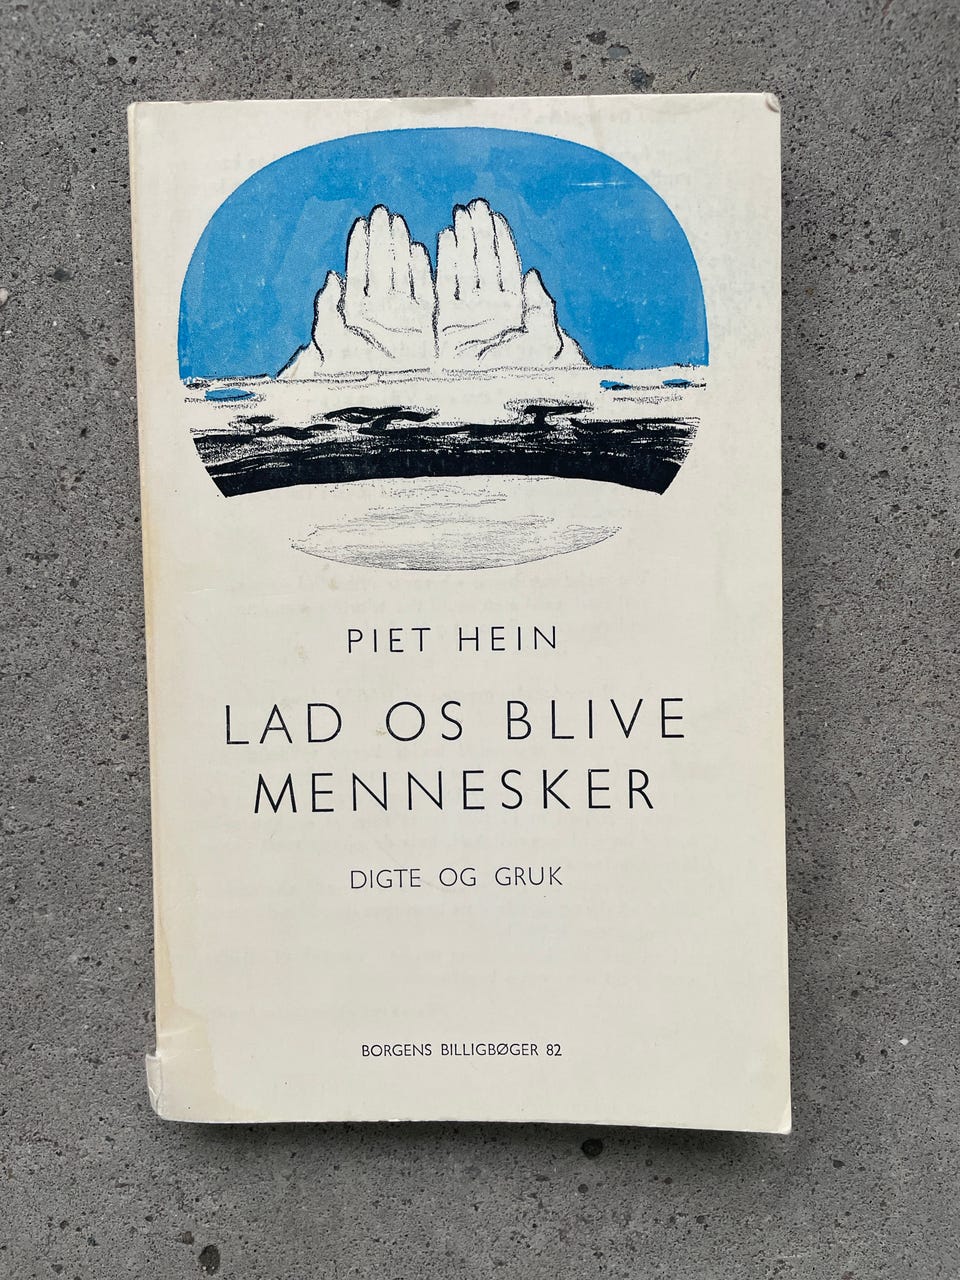 PIET HEIN
LAD OS BLIVE
MENNESKER
DIGTE OG GRUK
BORGENS BILLIGBØGER 82